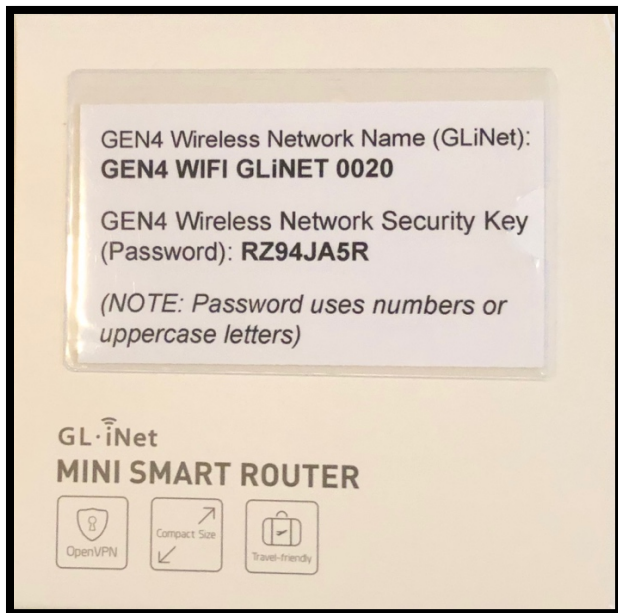 GEN4 Wireless Network Name (GLiNet):
GEN4 WIFI GLiNET 0020
GEN4 Wireless Network Security Key
(Password): RZ94JA5R
(NOTE: Password uses numbers or
uppercase letters)
GL·iNet
MINI SMART ROUTER
OpenVPN
Compact Size
Travel-friendly